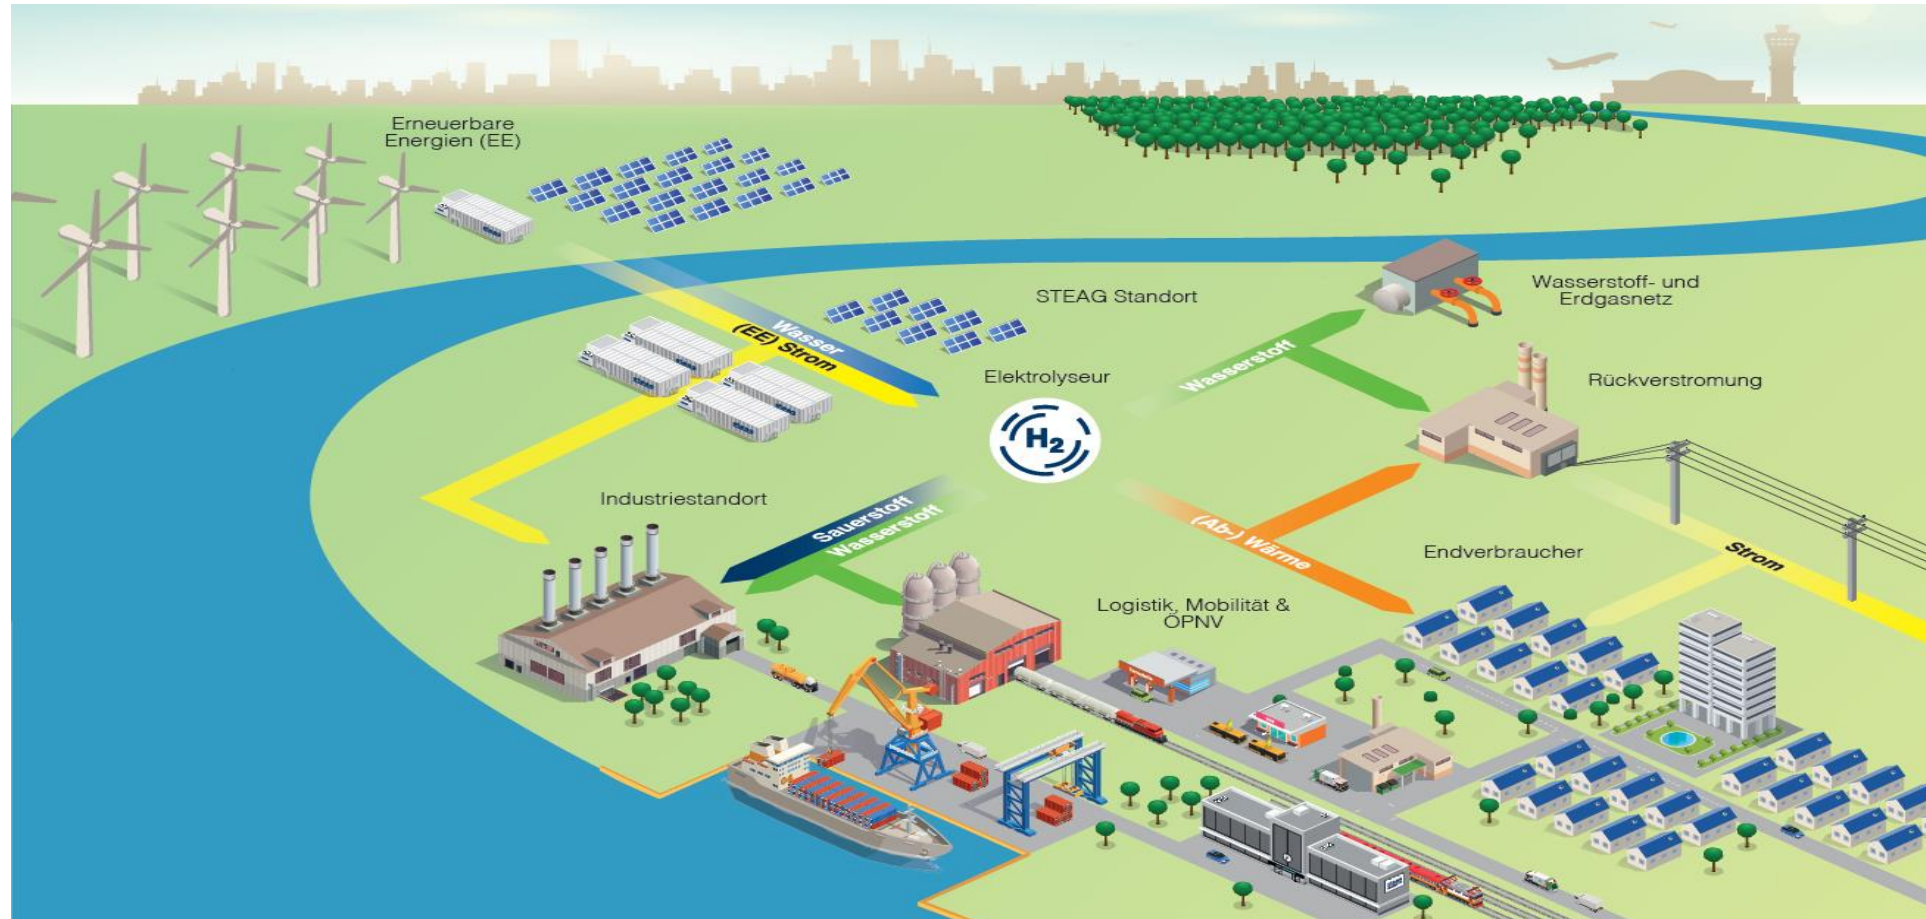 Erneuerbare
Energien (EE)
Wasser
(EE) Strom
STEAG Standort
Elektrolyseur
H2
Wasserstoff
Wasserstoff- und
Erdgasnetz
Rückverstromung
Industriestandort
Sauerstoff
Wasserstoff
(Ab-) Wärme
Endverbraucher
Strom
Logistik, Mobilität &
ÖPNV